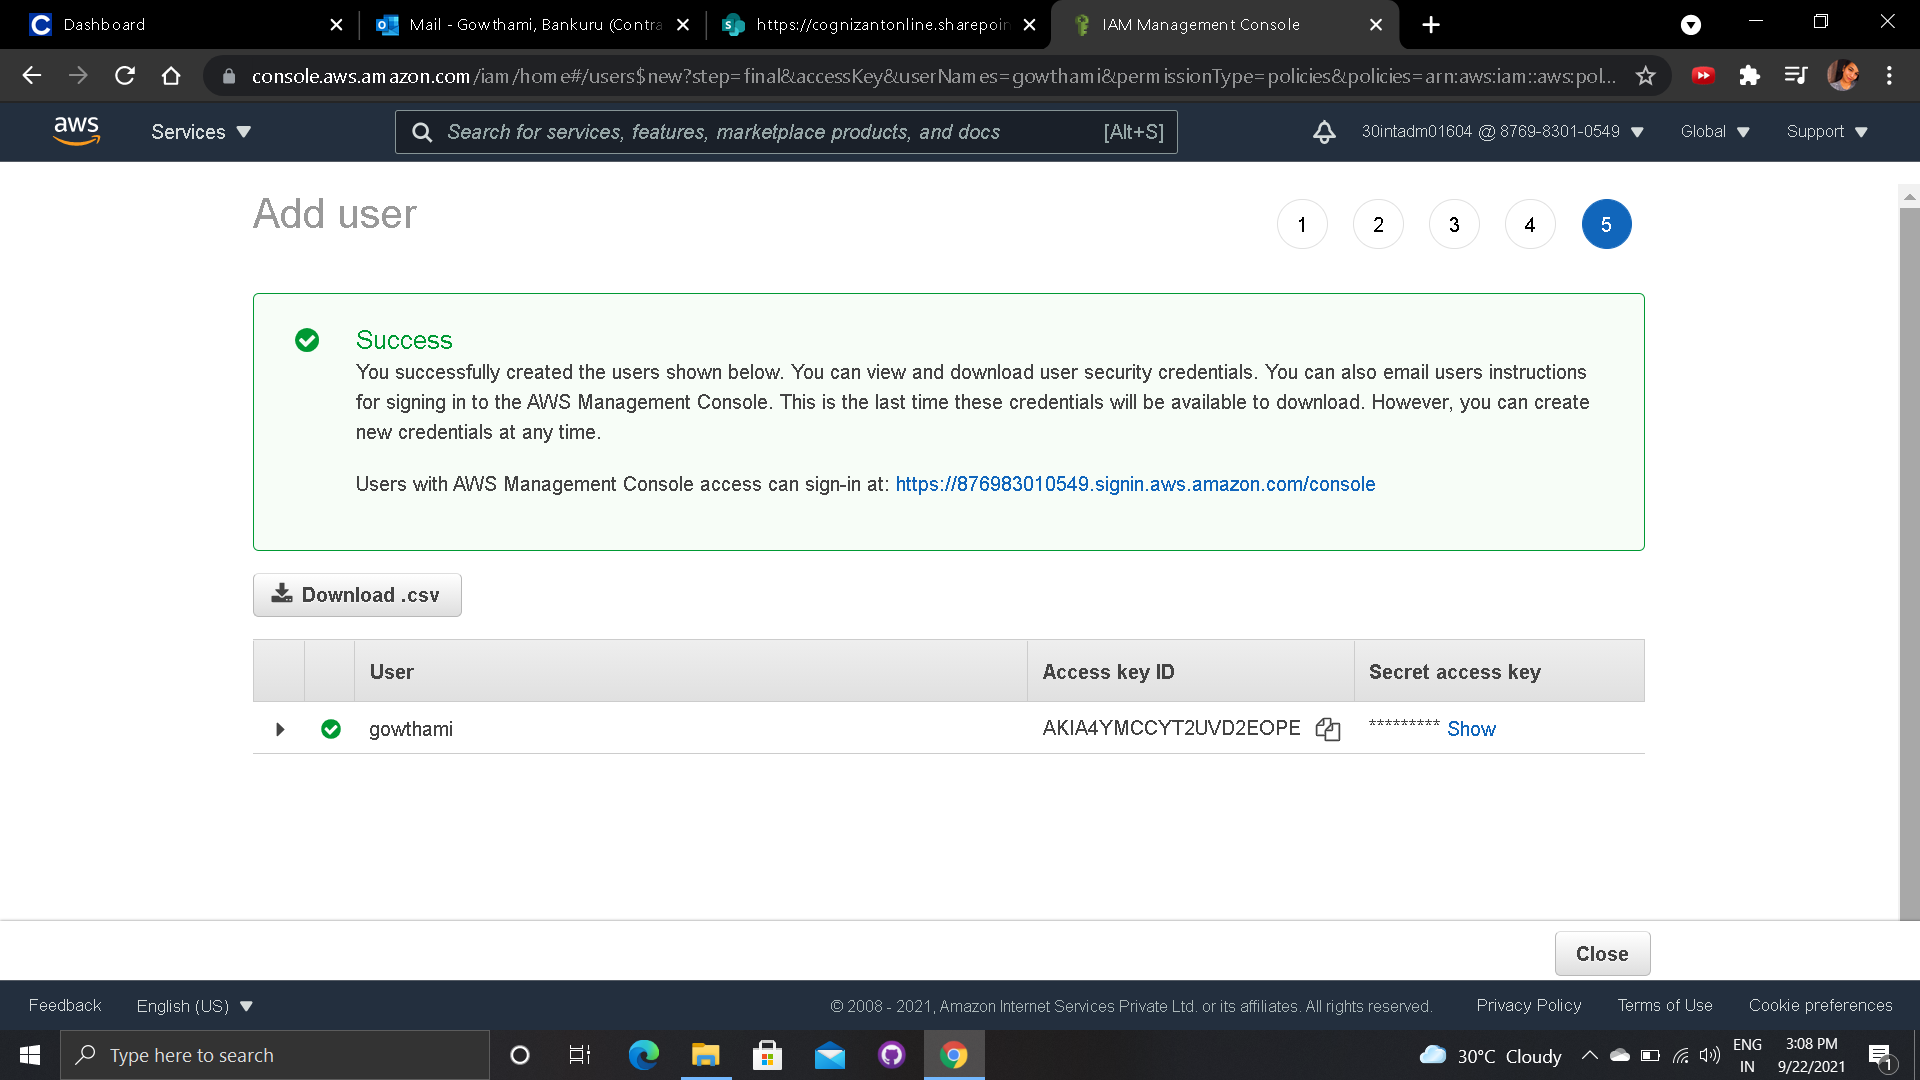 Dashboard
Mail - Gowthami, Bankuru (Contra
https://cognizantonline.sharepoin
IAM Management Console
console.aws.amazon.com/iam/home#/users$new?step=final&accessKey&userNames=gowthami&permissionType=policies&policies=arn:aws:iam::aws:pol...
aws
Services
Search for services, features, marketplace products, and docs
[Alt+S]
30intadm01604 @ 8769-8301-0549
Global
Support
Add user
1 2 3 4 5
Success
You successfully created the users shown below. You can view and download user security credentials. You can also email users instructions
for signing in to the AWS Management Console. This is the last time these credentials will be available to download. However, you can create
new credentials at any time.
Users with AWS Management Console access can sign-in at: https://876983010549.signin.aws.amazon.com/console
Download .csv
User
Access key ID
Secret access key
gowthami
AKIA4YMCCYT2UVD2EOPE
********* Show
Close
Feedback
English (US)
© 2008 - 2021, Amazon Internet Services Private Ltd. or its affiliates. All rights reserved.
Privacy Policy
Terms of Use
Cookie preferences
Type here to search
30°C Cloudy
ENG
IN
3:08 PM
9/22/2021
1